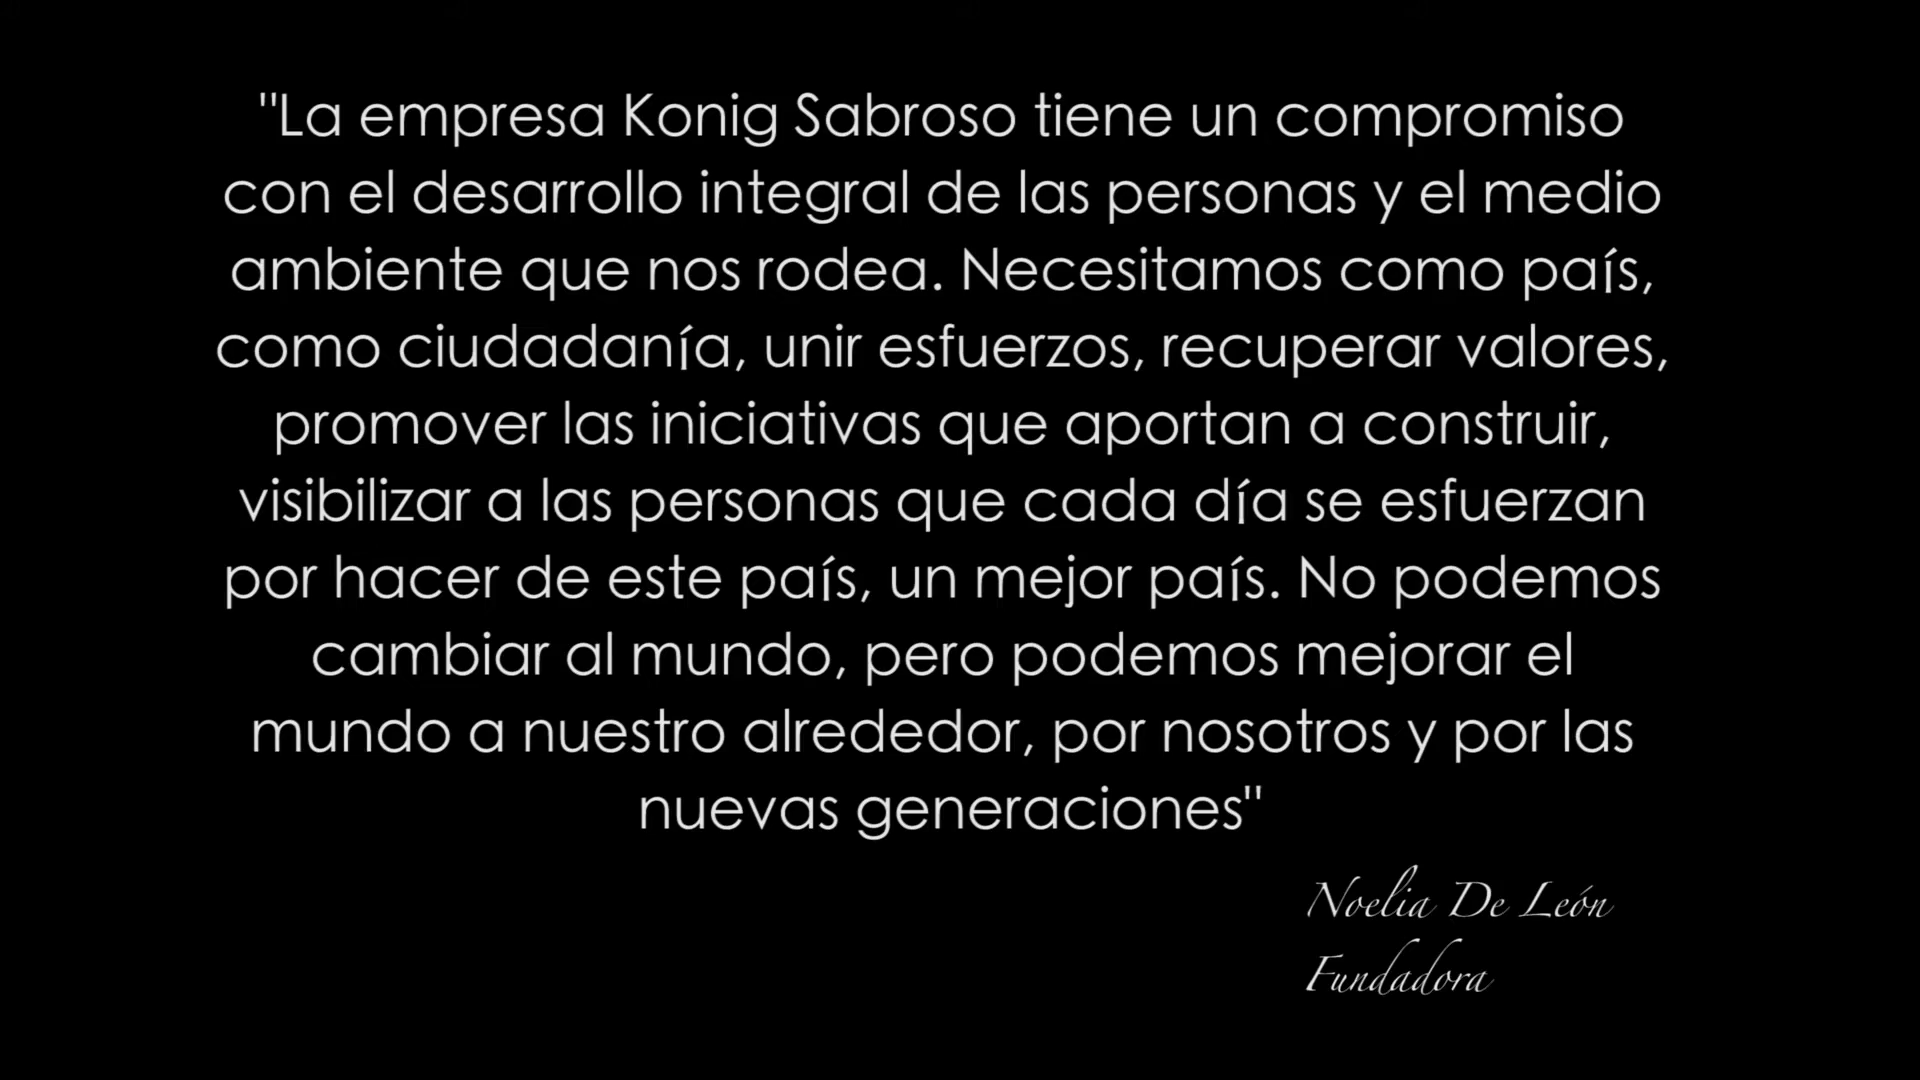 "La empresa Konig Sabroso tiene un compromiso
con el desarrollo integral de las personas y el medio
ambiente que nos rodea. Necesitamos como país,
como ciudadanía, unir esfuerzos, recuperar valores,
promover las iniciativas que aportan a construir,
visibilizar a las personas que cada día se esfuerzan
por hacer de este país, un mejor país. No podemos
cambiar al mundo, pero podemos mejorar el
mundo a nuestro alrededor, por nosotros y por las
nuevas generaciones"
Noelia De León
Fundadora